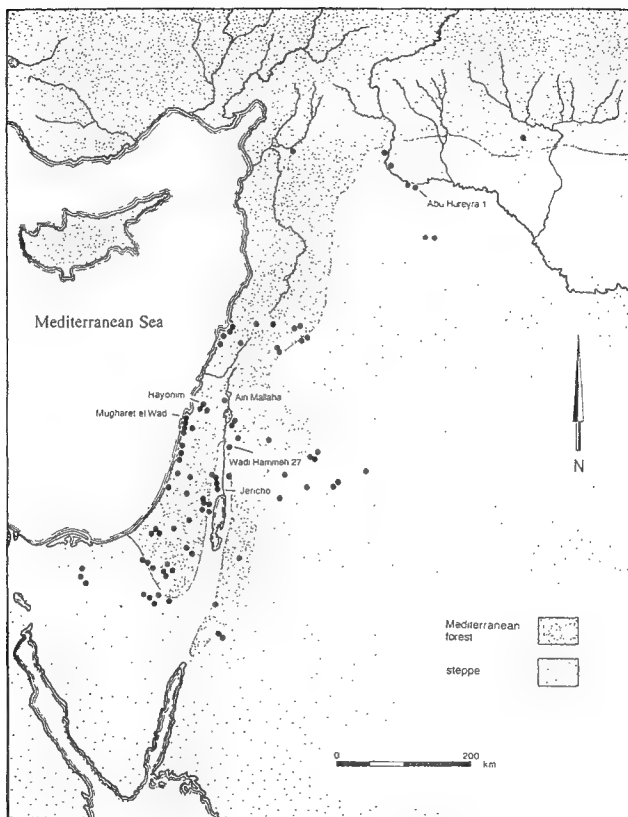 Abu Hureyra 1
Mediterranean Sea
Hayonim
Ain Mallaha
Mugharet el Wad
Wadi Hammeh 27
Jericho
N
Mediterranean
forest
steppe
0
200
km